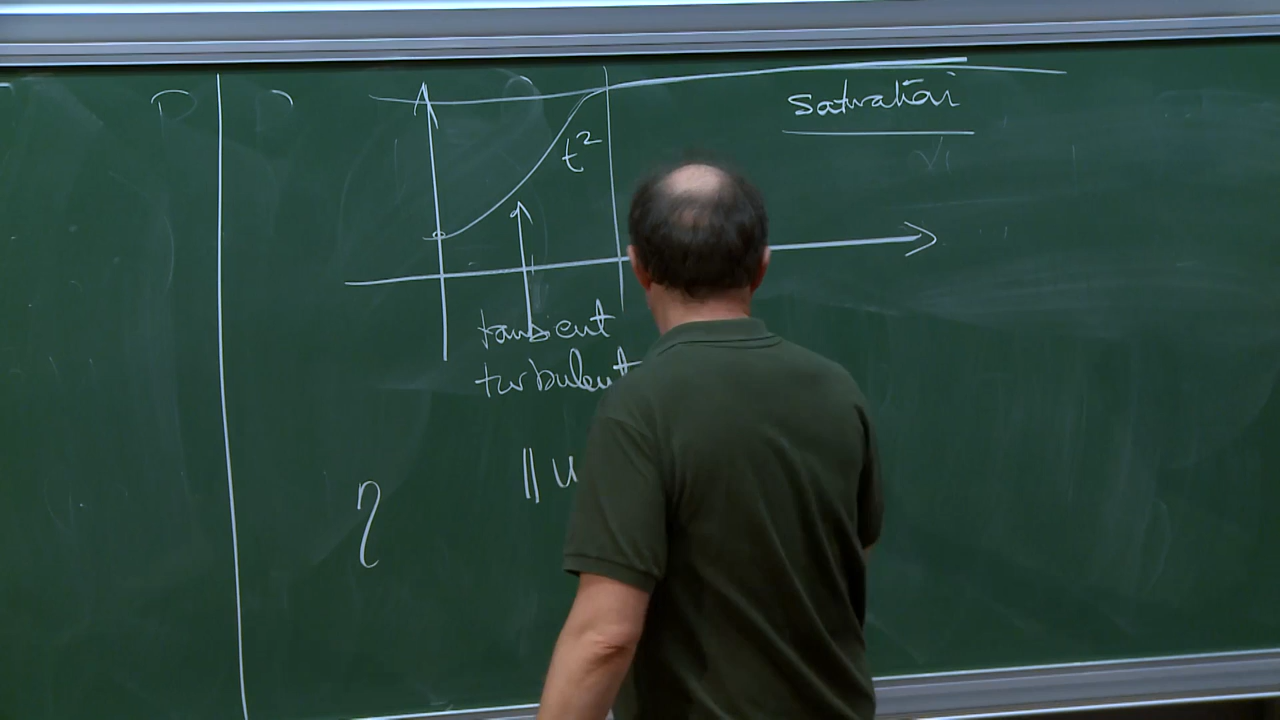 Saturation
t²
transient
turbulent
‖ u
η